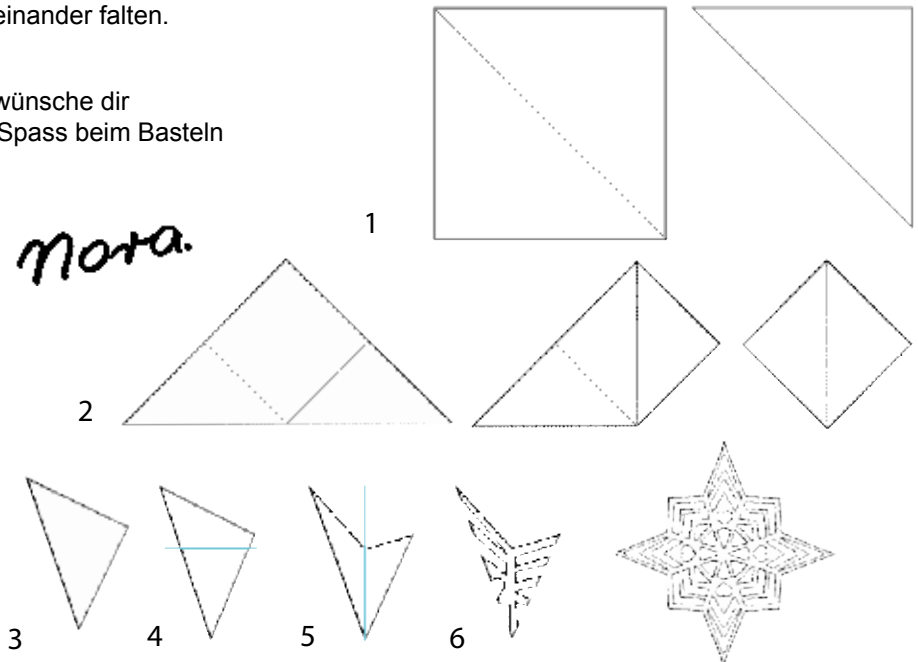 einander falten.
wünsche dir
Spass beim Basteln
Nora.
1
2
3
4
5
6